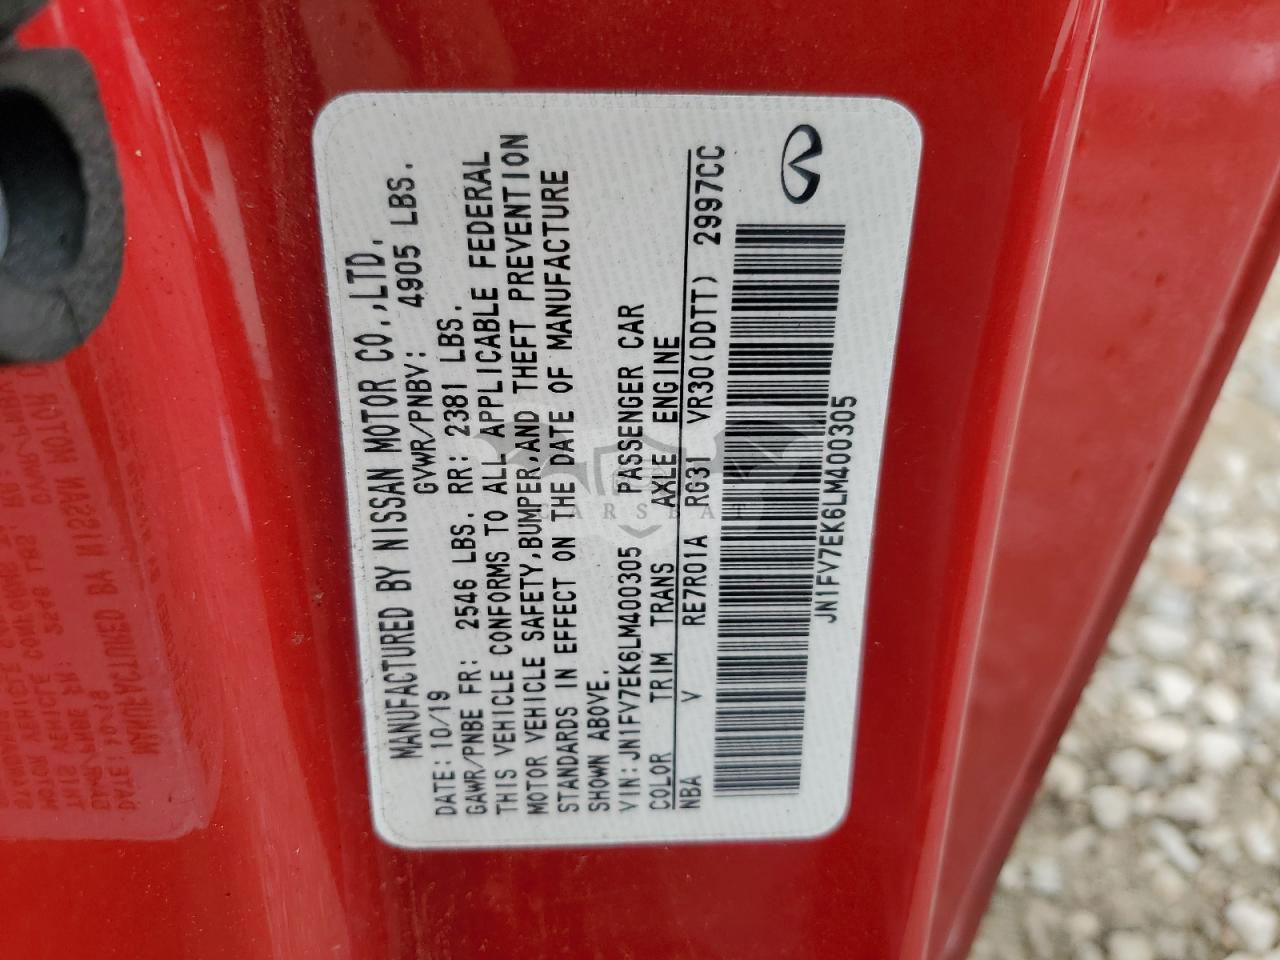 MANUFACTURED BY NISSAN MOTOR CO.,LTD.
DATE: 10/19 GVWR/PNBV: 4905 LBS.
GAWR/PNBE FR: 2546 LBS. RR: 2381 LBS.
THIS VEHICLE CONFORMS TO ALL APPLICABLE FEDERAL
MOTOR VEHICLE SAFETY,BUMPER,AND THEFT PREVENTION
STANDARDS IN EFFECT ON THE DATE OF MANUFACTURE
SHOWN ABOVE.
VIN: JN1FV7EK6LM400305 PASSENGER CAR
COLOR TRIM TRANS AXLE ENGINE
NBA V RE7R01A RG31 VR30(DDTT) 2997CC
JN1FV7EK6LM400305
CARSBAT